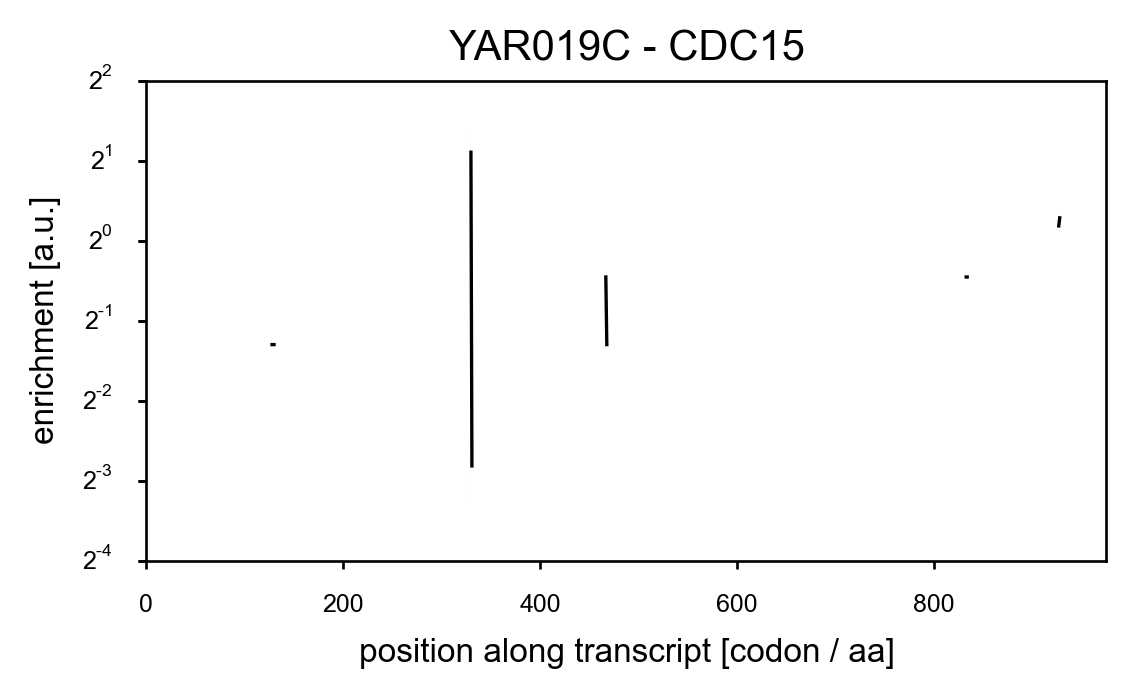 YAR019C - CDC15
2^2
2^1
2^0
2^-1
2^-2
2^-3
2^-4
enrichment [a.u.]
0 200 400 600 800
position along transcript [codon / aa]